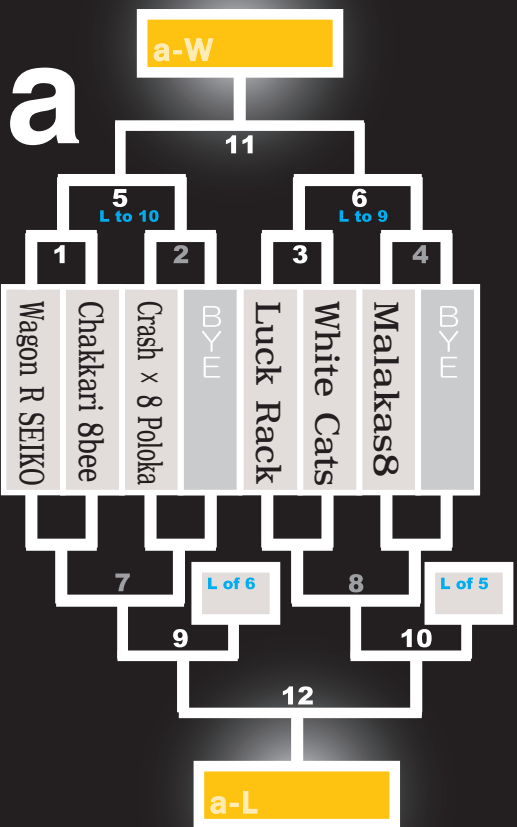 a-W
a
11
5
L to 10
6
L to 9
1
2
3
4
Wagon R SEIKO
Chakkari 8bee
Crash × 8 Poloka
BYE
Luck Rack
White Cats
Malakas8
BYE
7
L of 6
8
L of 5
9
10
12
a-L